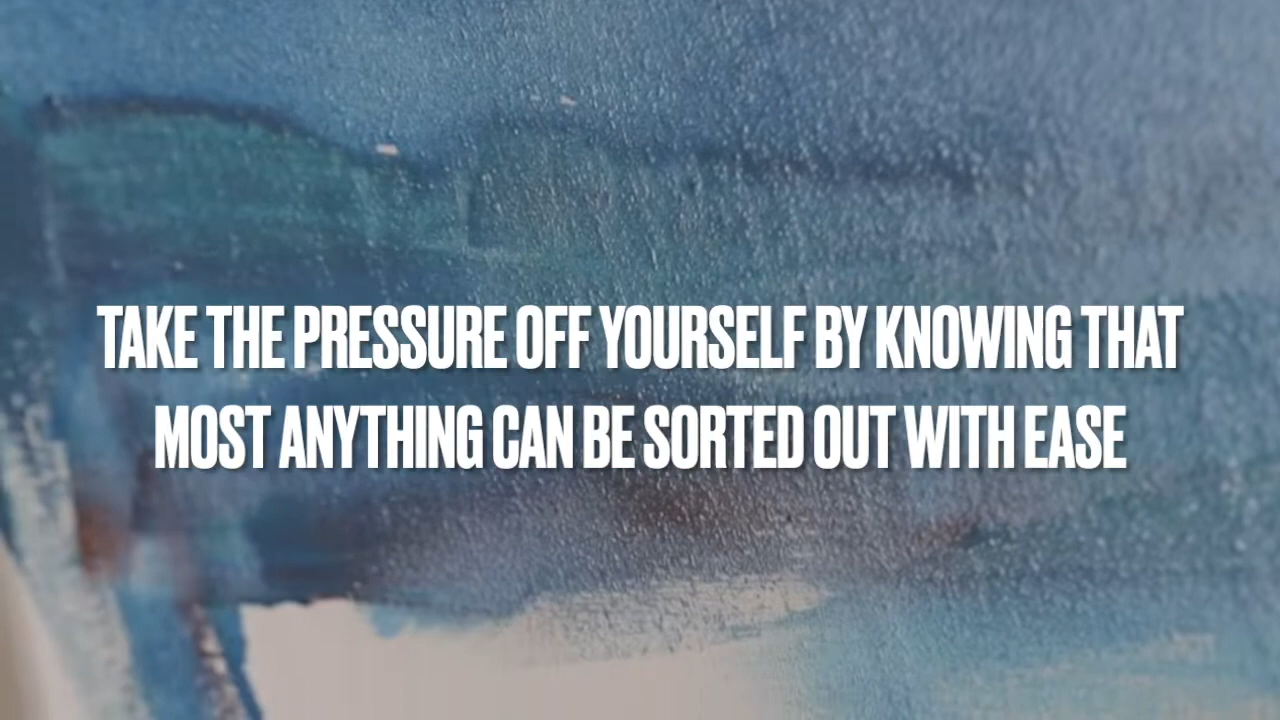 TAKE THE PRESSURE OFF YOURSELF BY KNOWING THAT
MOST ANYTHING CAN BE SORTED OUT WITH EASE